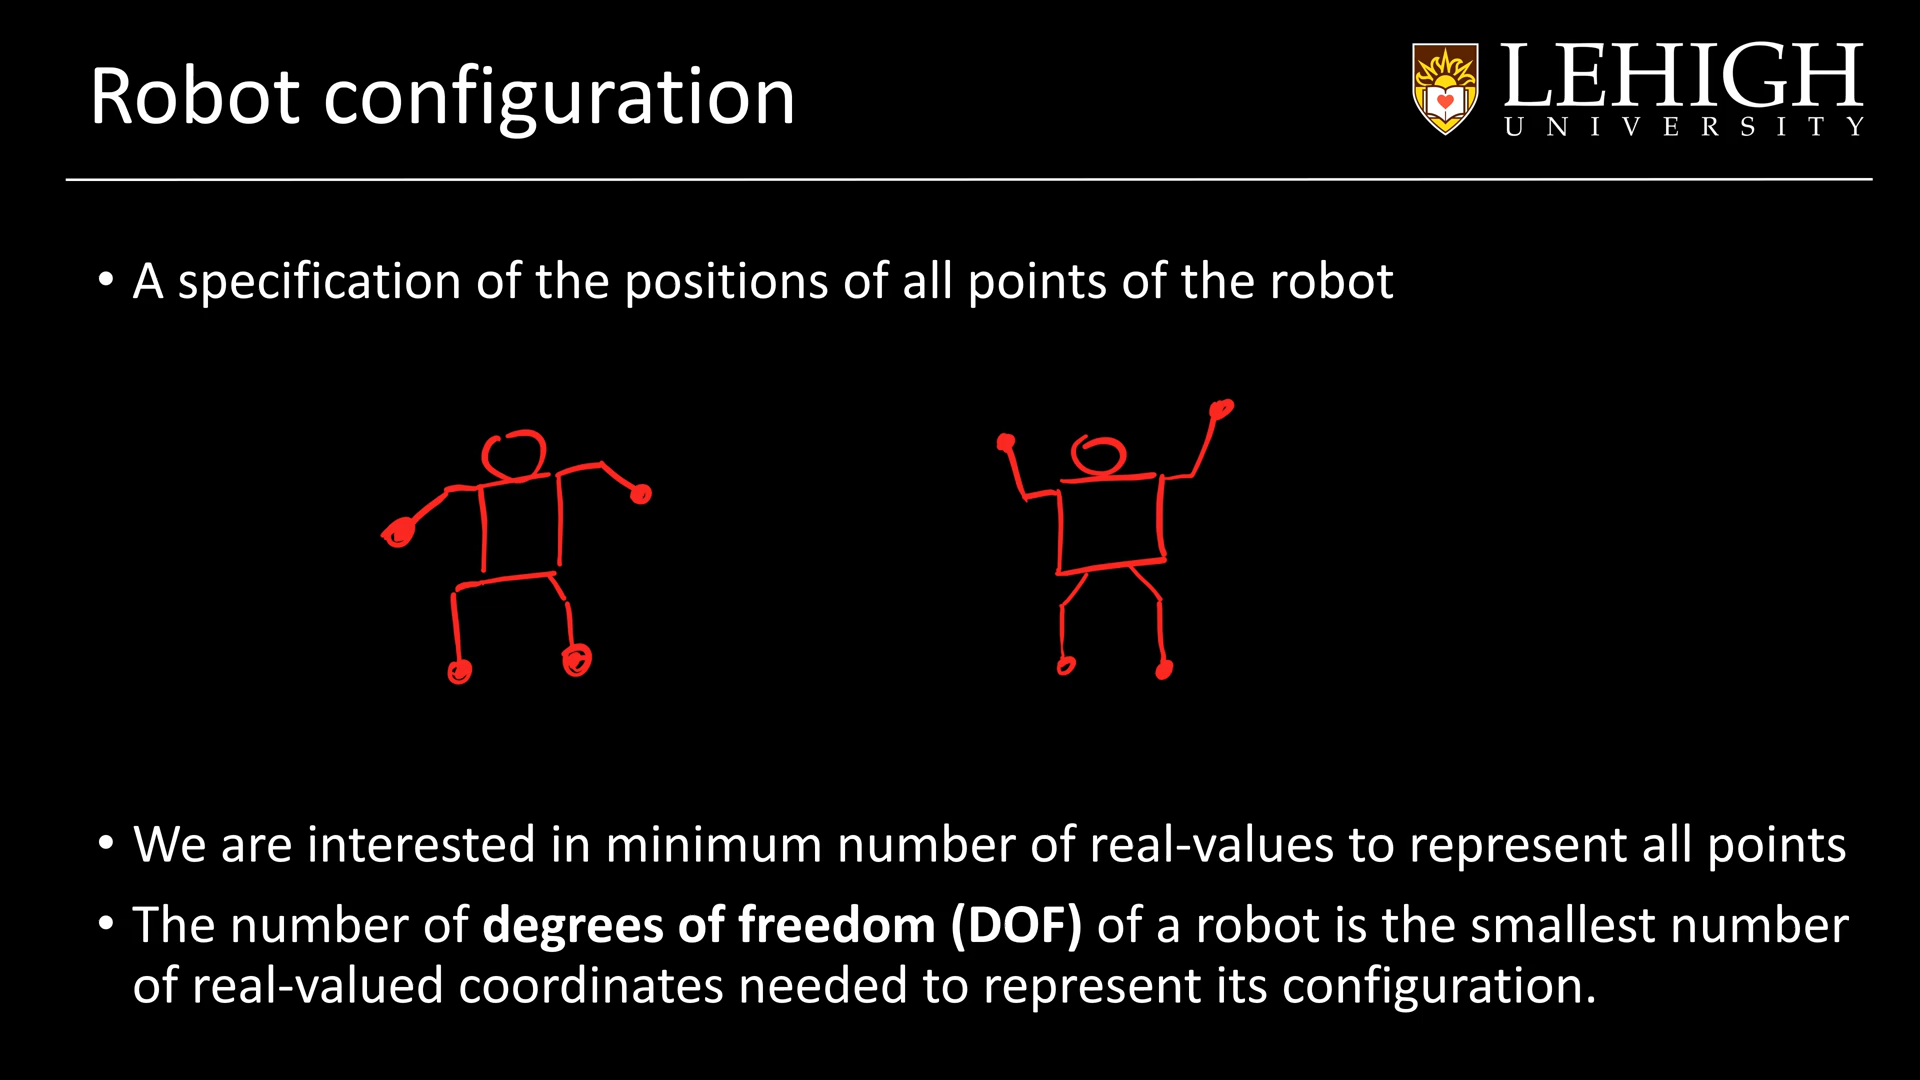 Robot configuration
LEHIGH
UNIVERSITY
• A specification of the positions of all points of the robot
• We are interested in minimum number of real-values to represent all points
• The number of degrees of freedom (DOF) of a robot is the smallest number
of real-valued coordinates needed to represent its configuration.